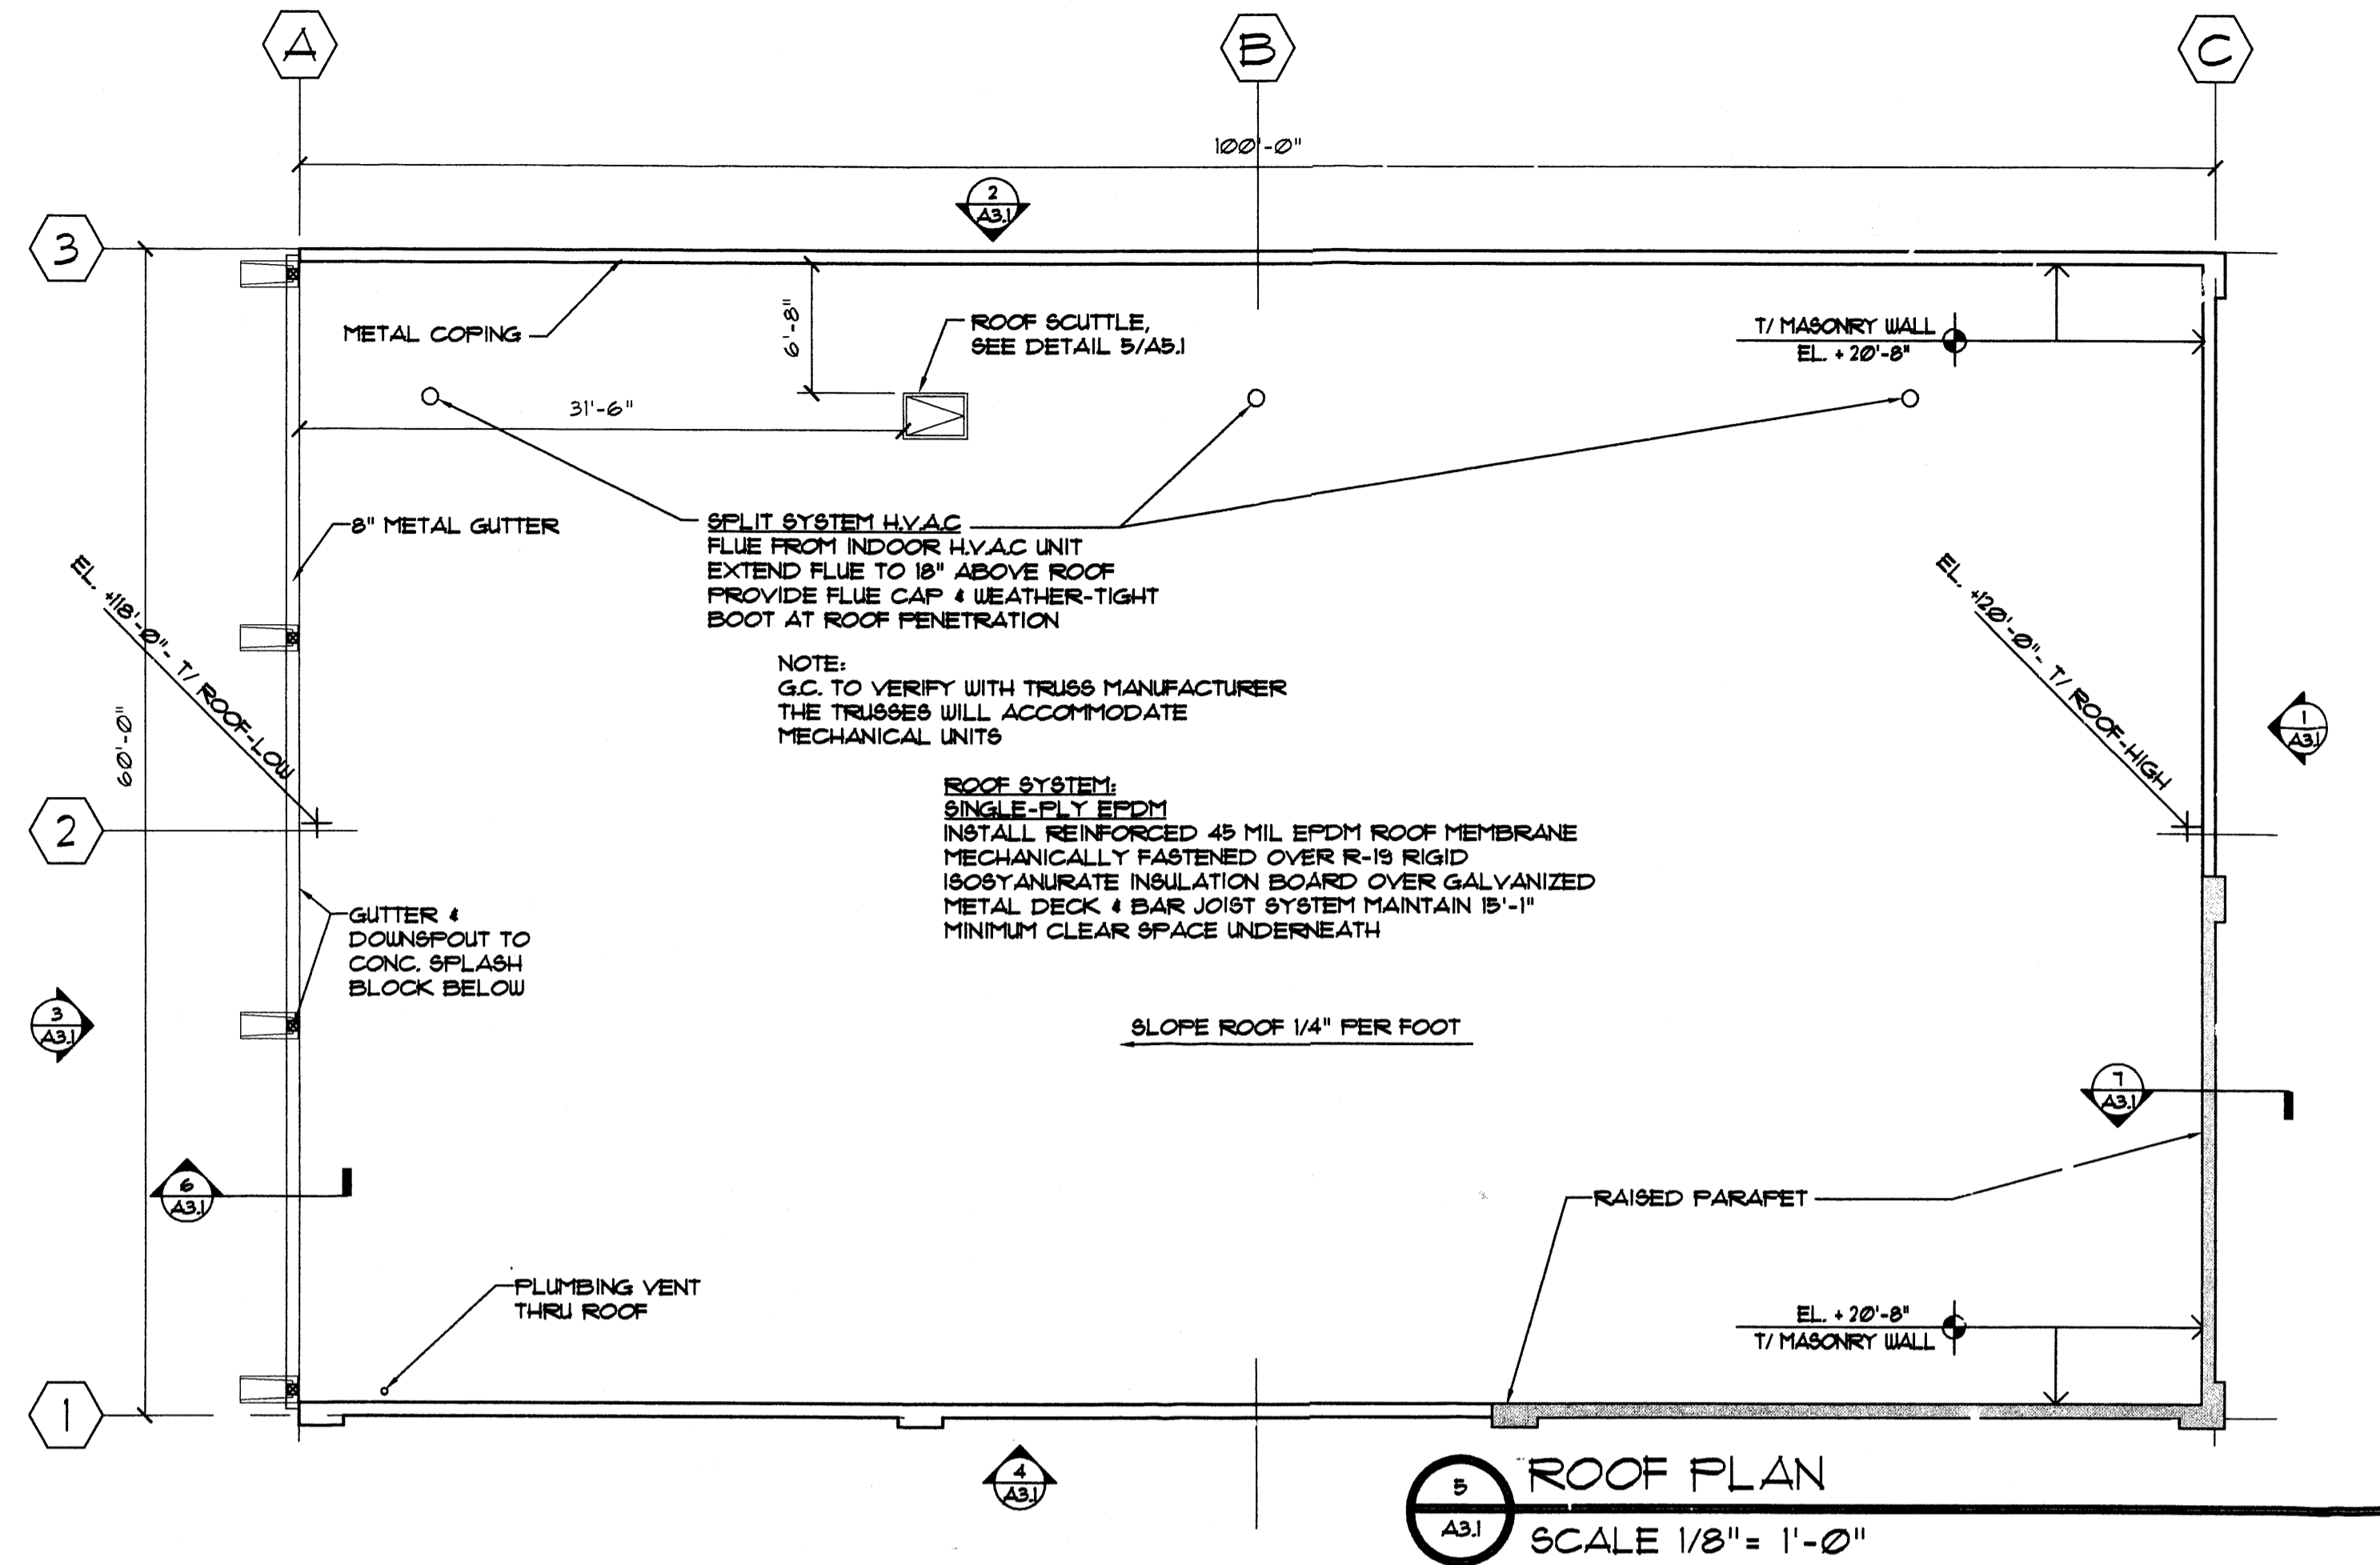 A
B
C
100'-0"
2
A3.1
3
METAL COPING
6'-8"
ROOF SCUTTLE,
SEE DETAIL 5/A5.1
T/ MASONRY WALL
EL. + 20'-8"
31'-6"
8" METAL GUTTER
SPLIT SYSTEM H.V.A.C
FLUE FROM INDOOR H.V.A.C UNIT
EXTEND FLUE TO 18" ABOVE ROOF
PROVIDE FLUE CAP & WEATHER-TIGHT
BOOT AT ROOF PENETRATION
EL. +118'-0"- T/ ROOF-LOW
EL. +120'-0"- T/ ROOF-HIGH
60'-0"
NOTE:
G.C. TO VERIFY WITH TRUSS MANUFACTURER
THE TRUSSES WILL ACCOMMODATE
MECHANICAL UNITS
1
A3.1
ROOF SYSTEM:
SINGLE-PLY EPDM
INSTALL REINFORCED 45 MIL EPDM ROOF MEMBRANE
MECHANICALLY FASTENED OVER R-19 RIGID
ISOSYANURATE INSULATION BOARD OVER GALVANIZED
METAL DECK & BAR JOIST SYSTEM MAINTAIN 15'-1"
MINIMUM CLEAR SPACE UNDERNEATH
2
GUTTER &
DOWNSPOUT TO
CONC. SPLASH
BLOCK BELOW
3
A3.1
SLOPE ROOF 1/4" PER FOOT
7
A3.1
6
A3.1
RAISED PARAPET
PLUMBING VENT
THRU ROOF
EL. + 20'-8"
T/ MASONRY WALL
1
4
A3.1
5
A3.1
ROOF PLAN
SCALE 1/8"= 1'-0"